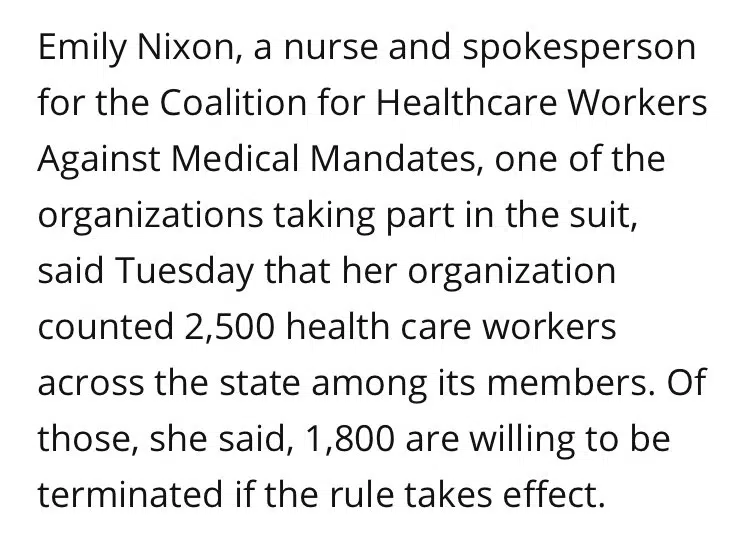 Emily Nixon, a nurse and spokesperson
for the Coalition for Healthcare Workers
Against Medical Mandates, one of the
organizations taking part in the suit,
said Tuesday that her organization
counted 2,500 health care workers
across the state among its members. Of
those, she said, 1,800 are willing to be
terminated if the rule takes effect.